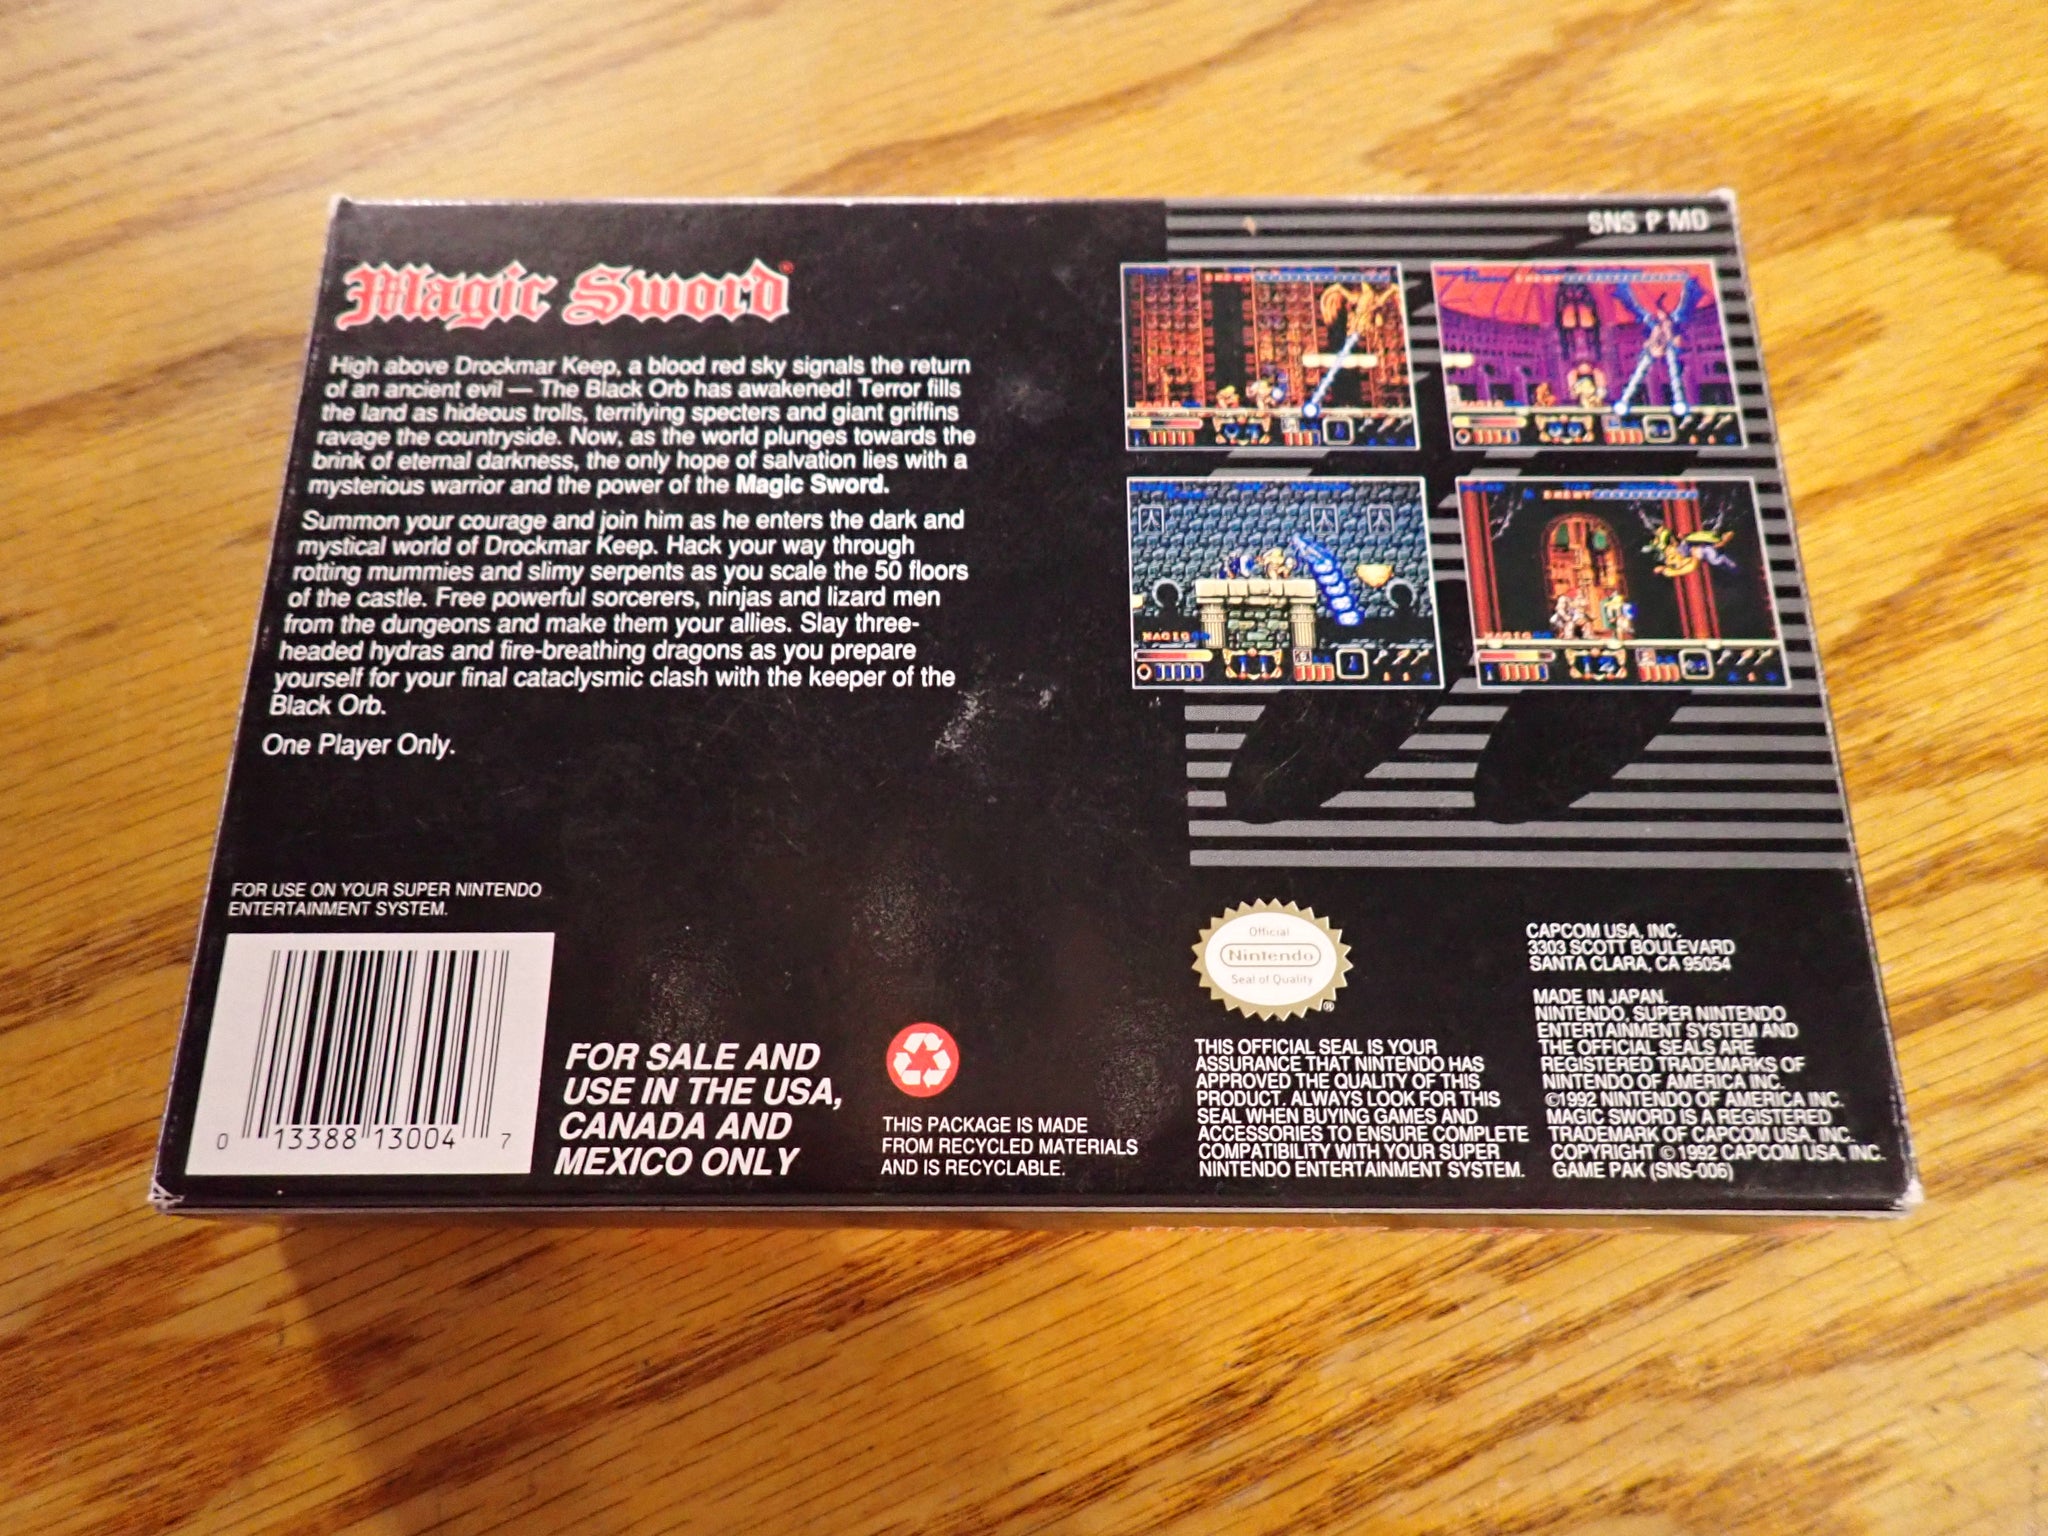 SNS P MD
Magic Sword®
High above Drockmar Keep, a blood red sky signals the return
of an ancient evil — The Black Orb has awakened! Terror fills
the land as hideous trolls, terrifying specters and giant griffins
ravage the countryside. Now, as the world plunges towards the
brink of eternal darkness, the only hope of salvation lies with a
mysterious warrior and the power of the Magic Sword.
Summon your courage and join him as he enters the dark and
mystical world of Drockmar Keep. Hack your way through
rotting mummies and slimy serpents as you scale the 50 floors
of the castle. Free powerful sorcerers, ninjas and lizard men
from the dungeons and make them your allies. Slay three-
headed hydras and fire-breathing dragons as you prepare
yourself for your final cataclysmic clash with the keeper of the
Black Orb.
One Player Only.
ENEMY
ENEMY
MAGIC
ENEMY
MAGIC
FOR USE ON YOUR SUPER NINTENDO
ENTERTAINMENT SYSTEM.
0 13388 13004 7
FOR SALE AND
USE IN THE USA,
CANADA AND
MEXICO ONLY
THIS PACKAGE IS MADE
FROM RECYCLED MATERIALS
AND IS RECYCLABLE.
Official
Nintendo
Seal of Quality
®
THIS OFFICIAL SEAL IS YOUR
ASSURANCE THAT NINTENDO HAS
APPROVED THE QUALITY OF THIS
PRODUCT. ALWAYS LOOK FOR THIS
SEAL WHEN BUYING GAMES AND
ACCESSORIES TO ENSURE COMPLETE
COMPATIBILITY WITH YOUR SUPER
NINTENDO ENTERTAINMENT SYSTEM.
CAPCOM USA, INC.
3303 SCOTT BOULEVARD
SANTA CLARA, CA 95054
MADE IN JAPAN.
NINTENDO, SUPER NINTENDO
ENTERTAINMENT SYSTEM AND
THE OFFICIAL SEALS ARE
REGISTERED TRADEMARKS OF
NINTENDO OF AMERICA INC.
©1992 NINTENDO OF AMERICA INC.
MAGIC SWORD IS A REGISTERED
TRADEMARK OF CAPCOM USA, INC.
COPYRIGHT © 1992 CAPCOM USA, INC.
GAME PAK (SNS-006)